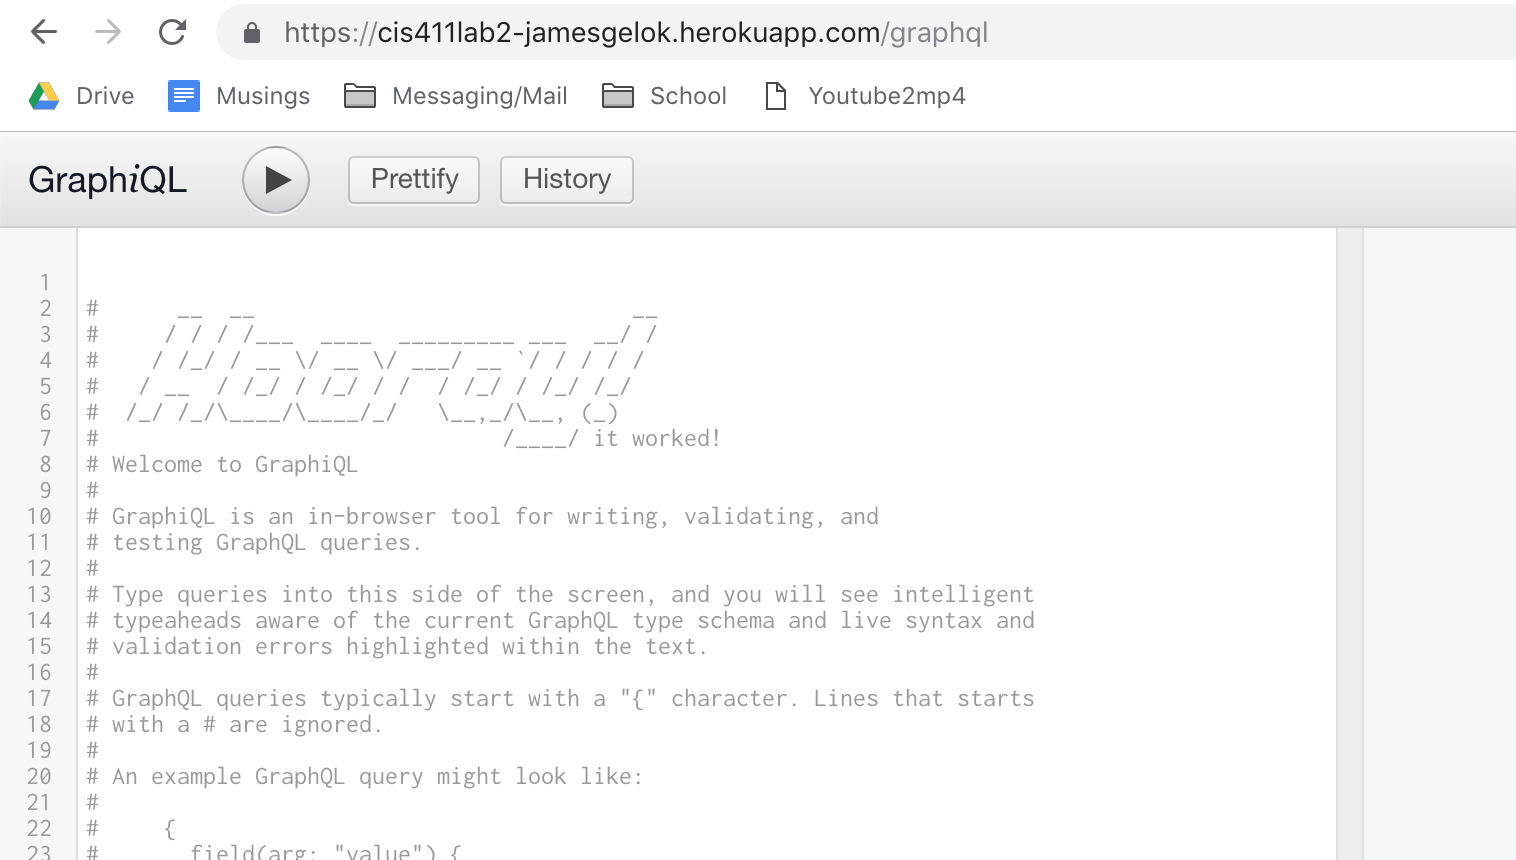 https://cis411lab2-jamesgelok.herokuapp.com/graphql
Drive Musings Messaging/Mail School Youtube2mp4
GraphiQL Prettify History
1
2 #      __  __                             __
3 #     / / / /___  ____  _________ ___  __/ /
4 #    / /_/ / __ \/ __ \/ ___/ __ `/ / / / /
5 #   / __  / /_/ / /_/ / /  / /_/ / /_/ /_/
6 #  /_/ /_/\____/\____/_/   \__,_/\__, (_)
7 #                               /____/ it worked!
8 # Welcome to GraphiQL
9 #
10 # GraphiQL is an in-browser tool for writing, validating, and
11 # testing GraphQL queries.
12 #
13 # Type queries into this side of the screen, and you will see intelligent
14 # typeaheads aware of the current GraphQL type schema and live syntax and
15 # validation errors highlighted within the text.
16 #
17 # GraphQL queries typically start with a "{" character. Lines that starts
18 # with a # are ignored.
19 #
20 # An example GraphQL query might look like:
21 #
22 #     {
23 #       field(arg: "value") {